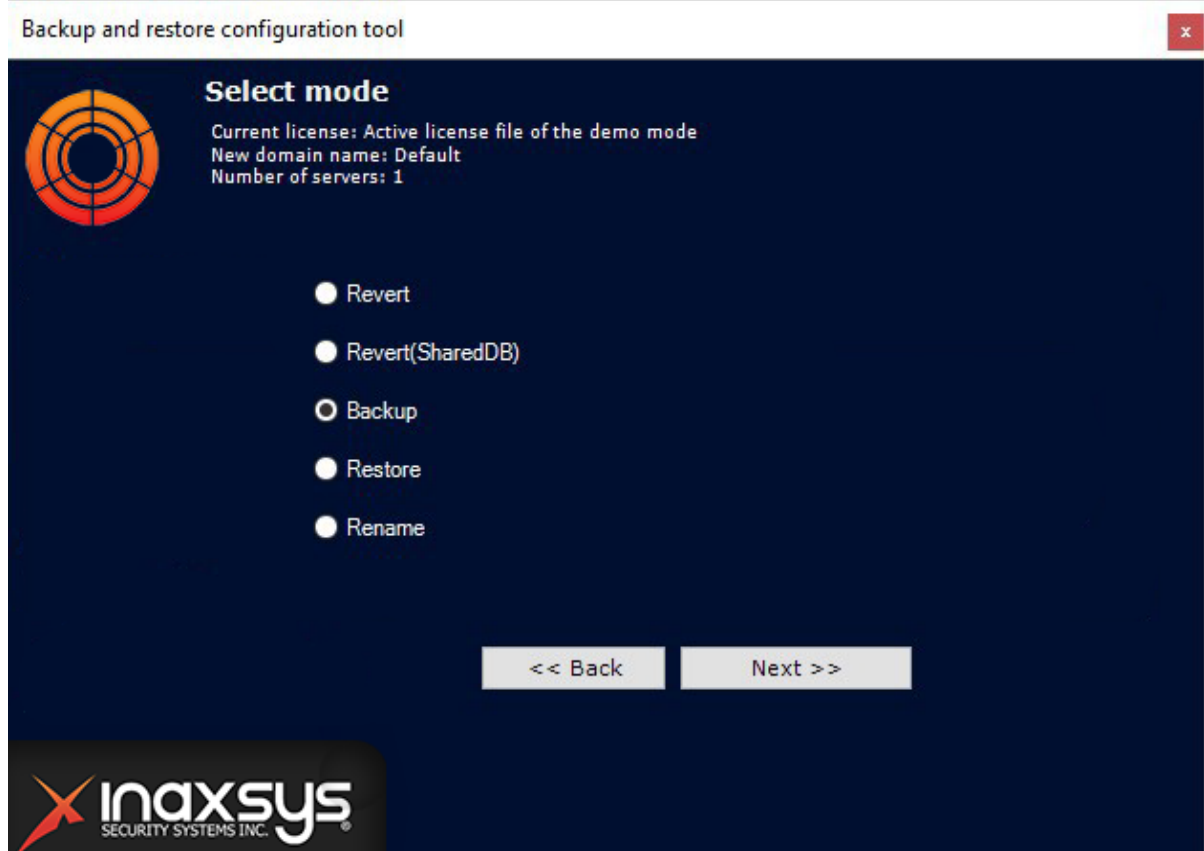 Backup and restore configuration tool
x
Select mode
Current license: Active license file of the demo mode
New domain name: Default
Number of servers: 1
Revert
Revert(SharedDB)
Backup
Restore
Rename
<< Back
Next >>
inaxsys
SECURITY SYSTEMS INC.
®